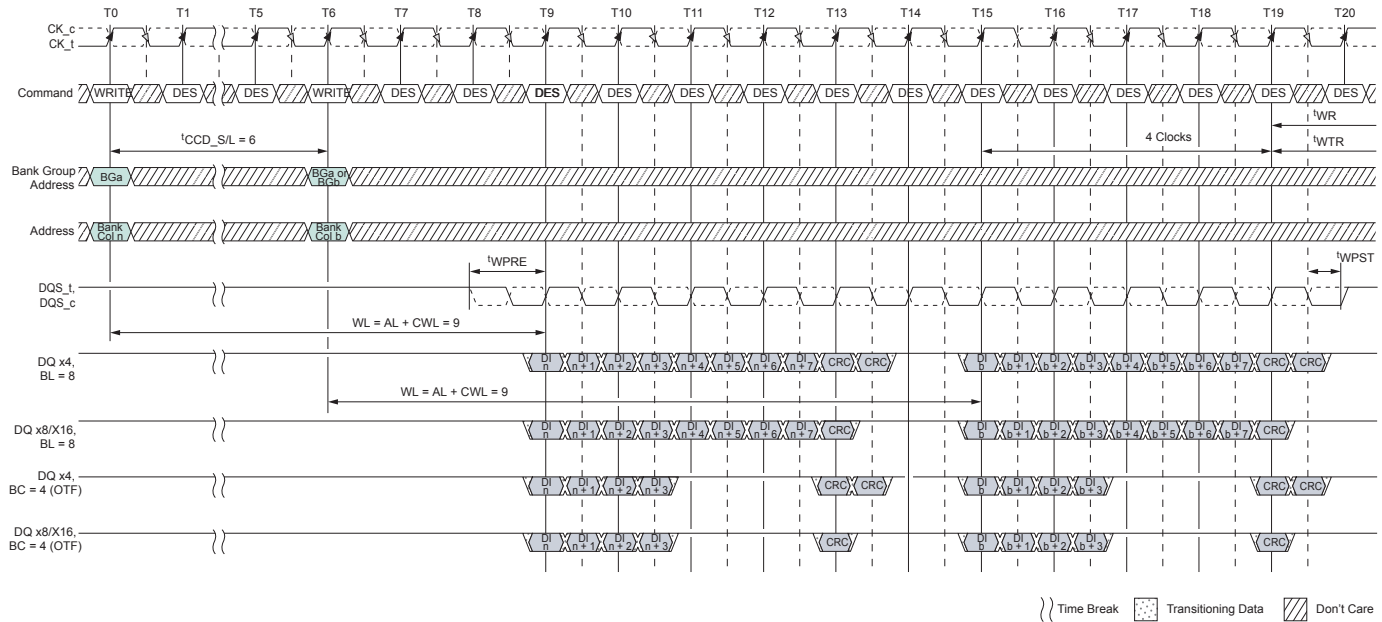 T0 T1 T5 T6 T7 T8 T9 T10 T11 T12 T13 T14 T15 T16 T17 T18 T19 T20
CK_c
CK_t
Command WRITE DES DES WRITE DES DES DES DES DES DES DES DES DES DES DES DES DES DES
tWR
tCCD_S/L = 6 4 Clocks
tWTR
Bank Group
Address
BGa BGa or
BGb
Address Bank
Col n
Bank
Col b
tWPRE tWPST
DQS_t,
DQS_c
WL = AL + CWL = 9
DQ x4,
BL = 8
DI
n
DI
n + 1
DI
n + 2
DI
n + 3
DI
n + 4
DI
n + 5
DI
n + 6
DI
n + 7
CRC CRC
DI
b
DI
b + 1
DI
b + 2
DI
b + 3
DI
b + 4
DI
b + 5
DI
b + 6
DI
b + 7
CRC CRC
WL = AL + CWL = 9
DQ x8/X16,
BL = 8
DI
n
DI
n + 1
DI
n + 2
DI
n + 3
DI
n + 4
DI
n + 5
DI
n + 6
DI
n + 7
CRC
DI
b
DI
b + 1
DI
b + 2
DI
b + 3
DI
b + 4
DI
b + 5
DI
b + 6
DI
b + 7
CRC
DQ x4,
BC = 4 (OTF)
DI
n
DI
n + 1
DI
n + 2
DI
n + 3
CRC CRC
DI
b
DI
b + 1
DI
b + 2
DI
b + 3
CRC CRC
DQ x8/X16,
BC = 4 (OTF)
DI
n
DI
n + 1
DI
n + 2
DI
n + 3
CRC
DI
b
DI
b + 1
DI
b + 2
DI
b + 3
CRC
Time Break Transitioning Data Don't Care